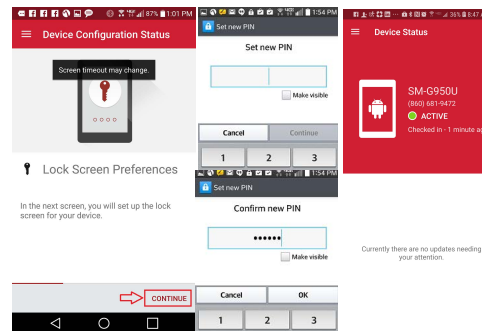 87% 1:01 PM
Device Configuration Status
Screen timeout may change.
Lock Screen Preferences
In the next screen, you will set up the lock
screen for your device.
CONTINUE
1:54 PM
Set new PIN
Set new PIN
Make visible
Cancel Continue
1 2 3
1:54 PM
Set new PIN
Confirm new PIN
••••••
Make visible
Cancel OK
1 2 3
36% 8:47
Device Status
SM-G950U
(860) 681-9472
ACTIVE
Checked in - 1 minute ag
Currently there are no updates needing
your attention.